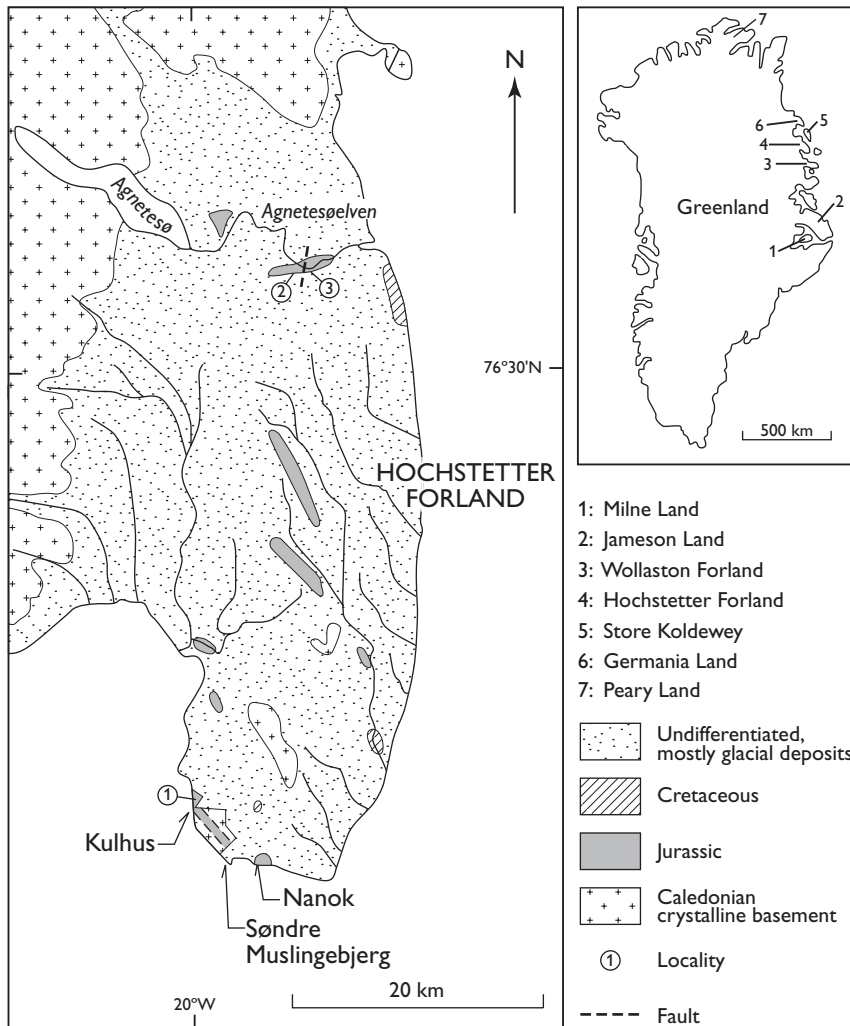 N
Agnetesø
Agnetesøelven
2
3
76°30'N
HOCHSTETTER
FORLAND
1
Kulhus
Nanok
Søndre
Muslingebjerg
20 km
20°W
7
6
5
4
3
Greenland
2
1
500 km
1: Milne Land
2: Jameson Land
3: Wollaston Forland
4: Hochstetter Forland
5: Store Koldewey
6: Germania Land
7: Peary Land
Undifferentiated,
mostly glacial deposits
Cretaceous
Jurassic
Caledonian
crystalline basement
1 Locality
Fault